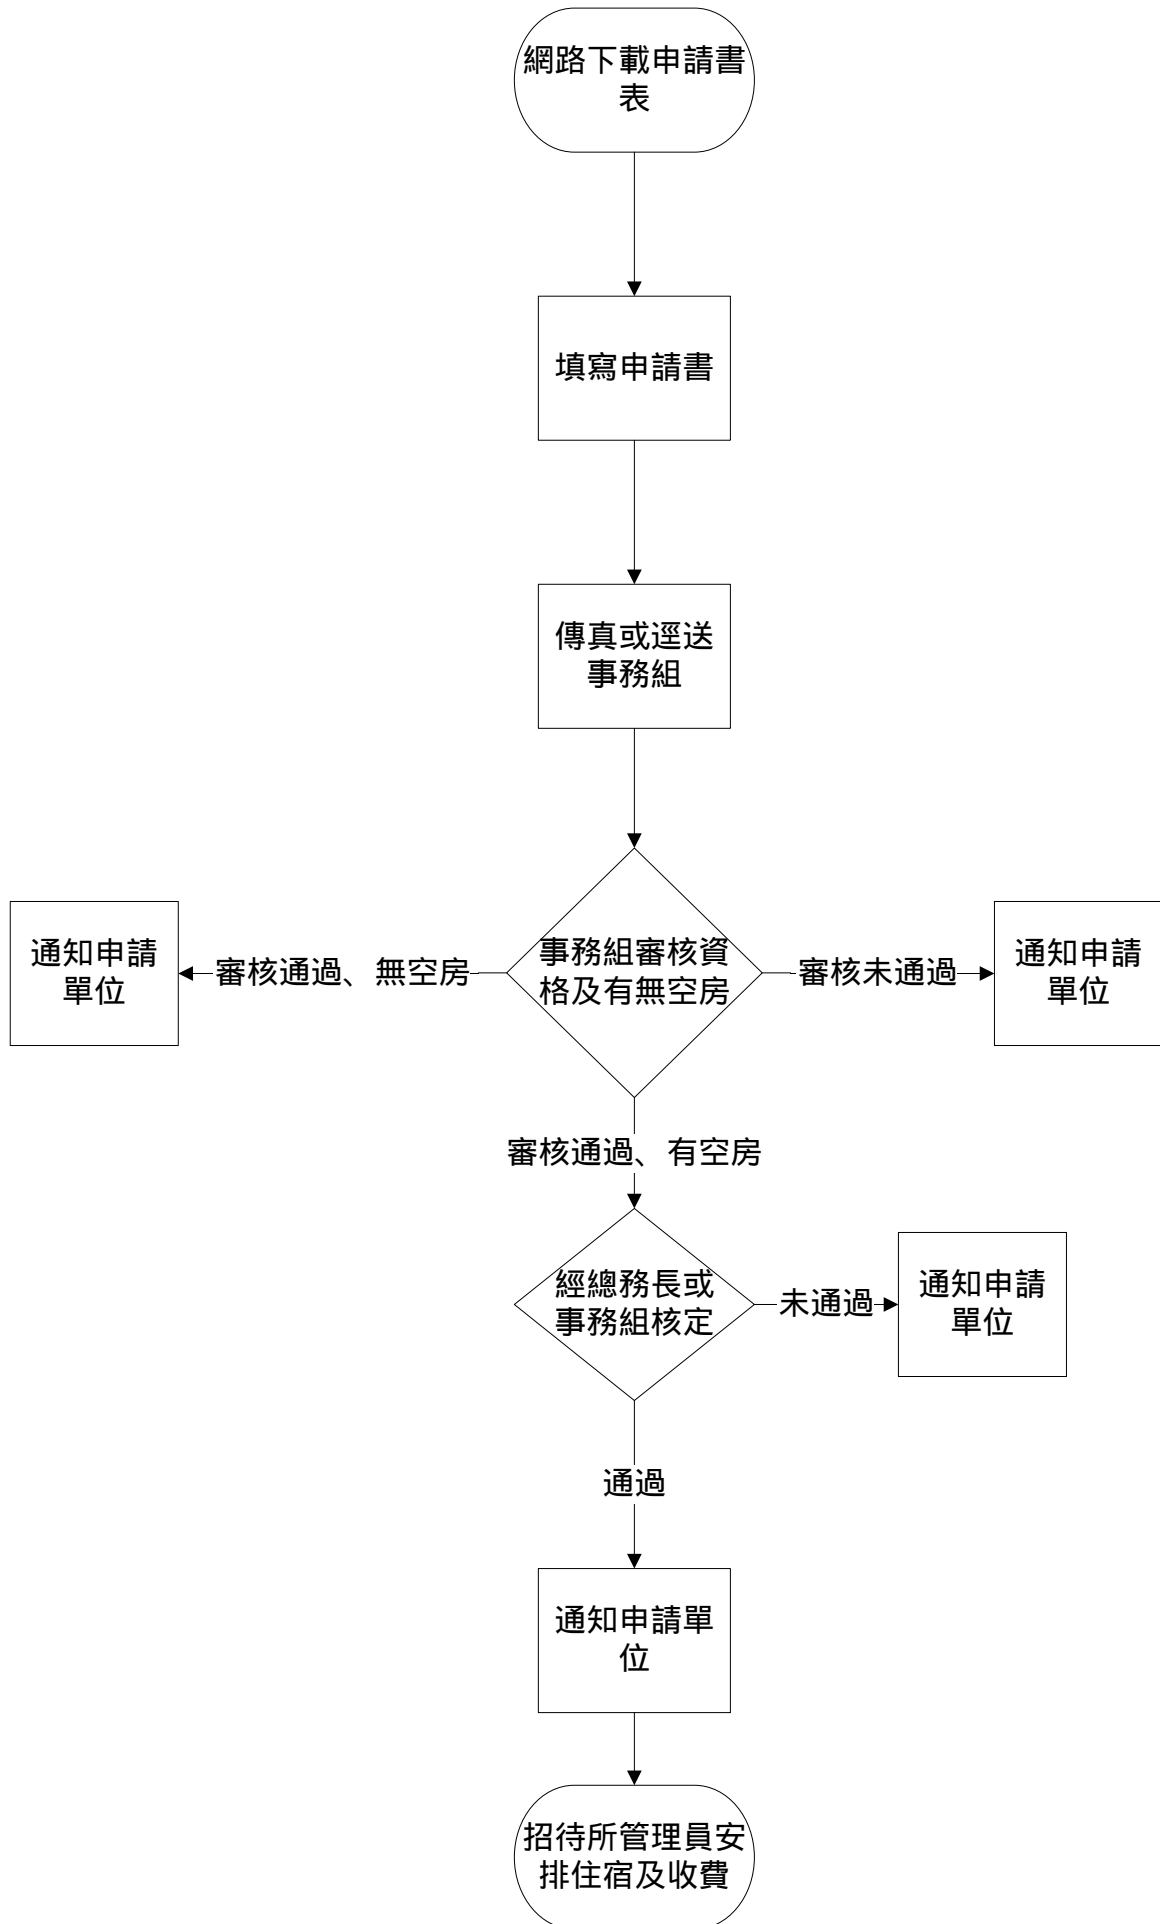 網路下載申請書
表
填寫申請書
傳真或逕送
事務組
通知申請
單位
審核通過、無空房
事務組審核資
格及有無空房
審核未通過
通知申請
單位
審核通過、有空房
經總務長或
事務組核定
未通過
通知申請
單位
通過
通知申請單
位
招待所管理員安
排住宿及收費